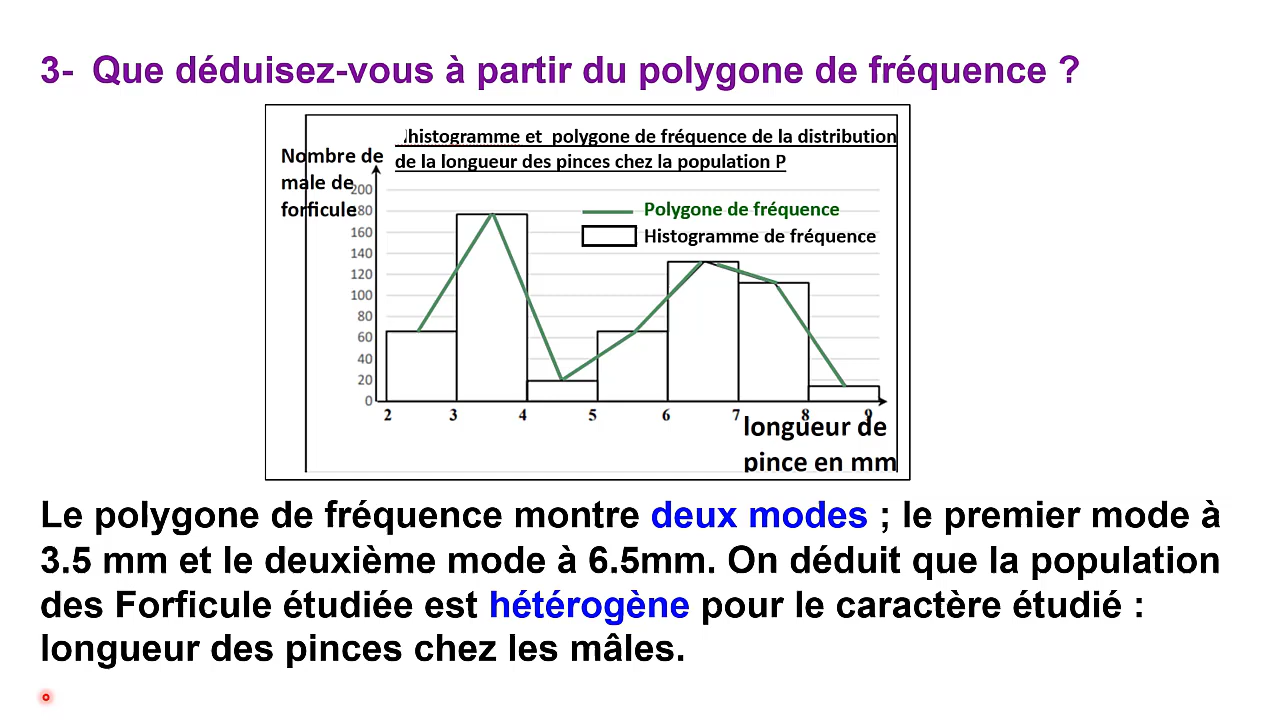 3- Que déduisez-vous à partir du polygone de fréquence ?
histogramme et polygone de fréquence de la distribution
de la longueur des pinces chez la population P
Nombre de
male de
forficule
200
180
160
140
120
100
80
60
40
20
0
Polygone de fréquence
Histogramme de fréquence
2 3 4 5 6 7 8 9
longueur de
pince en mm
Le polygone de fréquence montre deux modes ; le premier mode à
3.5 mm et le deuxième mode à 6.5mm. On déduit que la population
des Forficule étudiée est hétérogène pour le caractère étudié :
longueur des pinces chez les mâles.